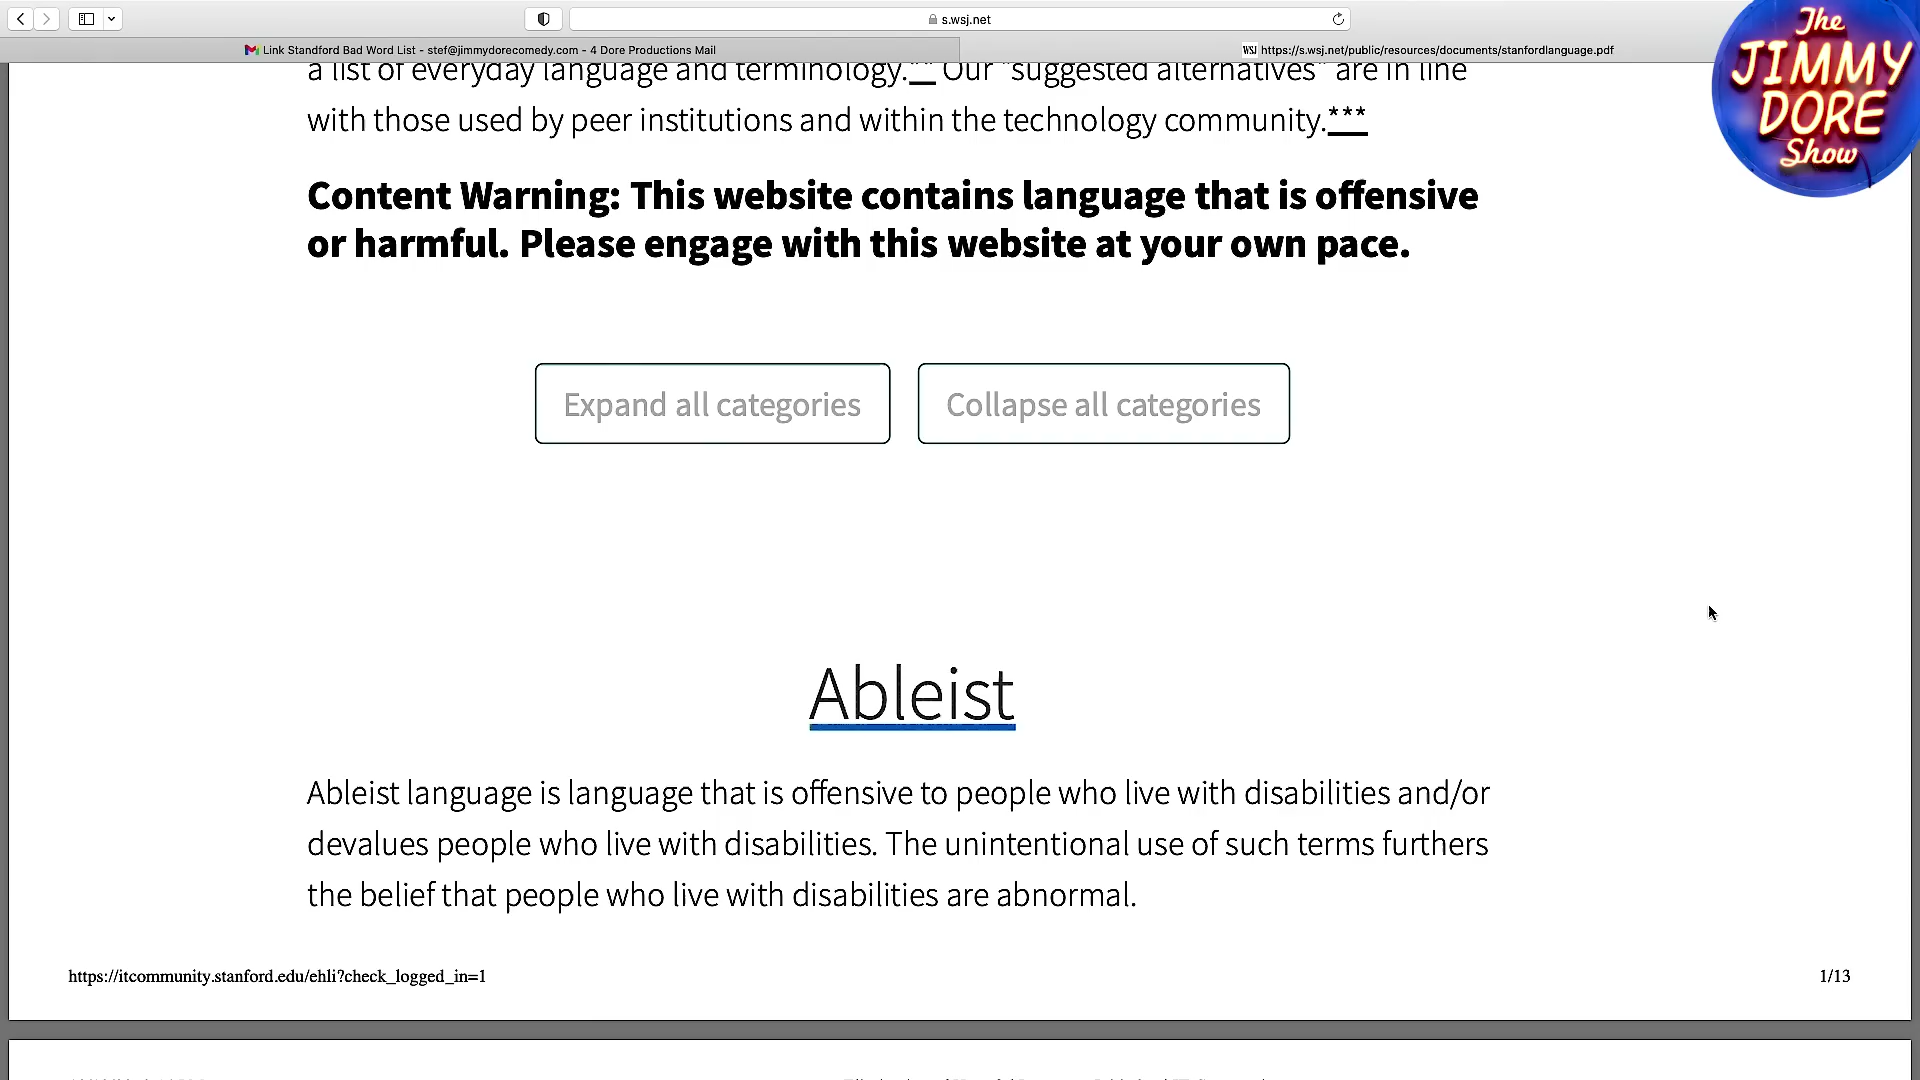 s.wsj.net
Link Standford Bad Word List - stef@jimmydorecomedy.com - 4 Dore Productions Mail
WSJ https://s.wsj.net/public/resources/documents/stanfordlanguage.pdf
The
JIMMY
DORE
Show
a list of everyday language and terminology.** Our "suggested alternatives" are in line
with those used by peer institutions and within the technology community.***
Content Warning: This website contains language that is offensive
or harmful. Please engage with this website at your own pace.
Expand all categories
Collapse all categories
Ableist
Ableist language is language that is offensive to people who live with disabilities and/or
devalues people who live with disabilities. The unintentional use of such terms furthers
the belief that people who live with disabilities are abnormal.
https://itcommunity.stanford.edu/ehli?check_logged_in=1
1/13